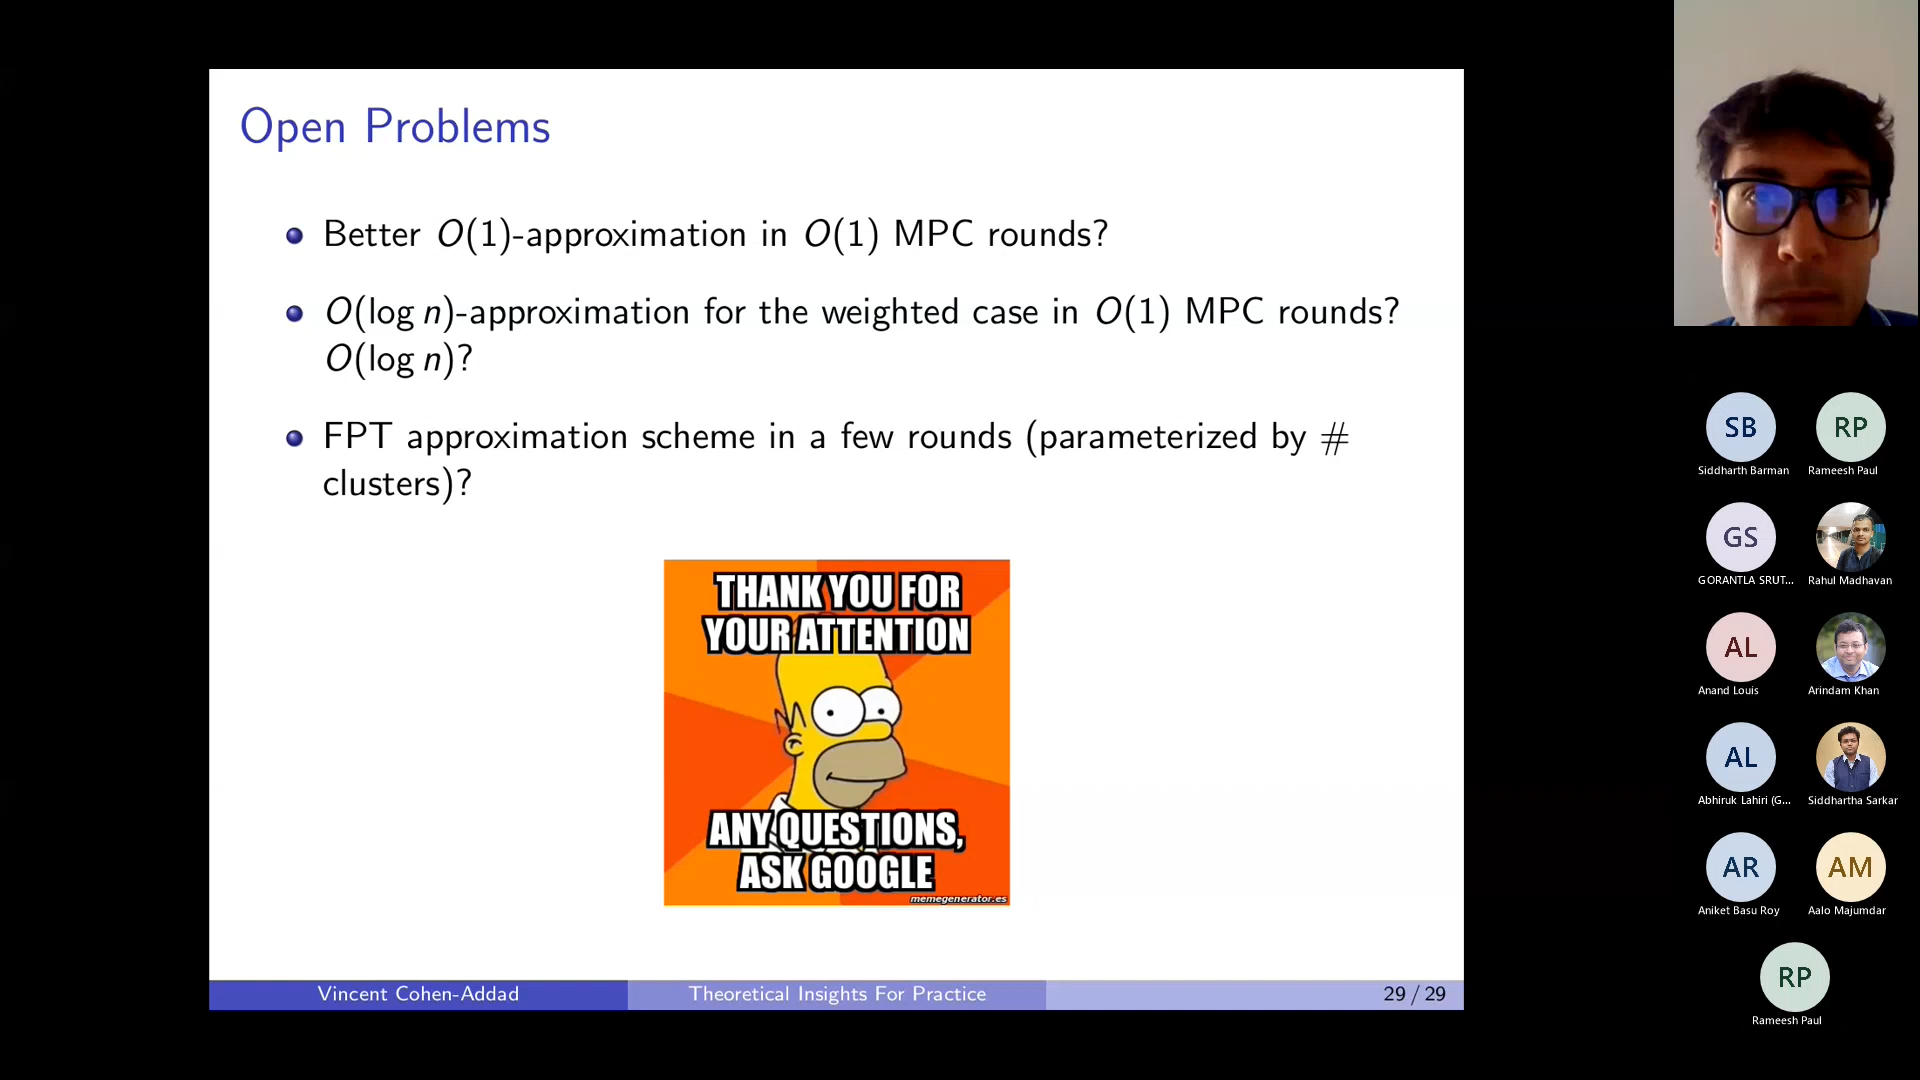 Open Problems
Better O(1)-approximation in O(1) MPC rounds?
O(log n)-approximation for the weighted case in O(1) MPC rounds?
O(log n)?
FPT approximation scheme in a few rounds (parameterized by #
clusters)?
THANK YOU FOR
YOUR ATTENTION
ANY QUESTIONS,
ASK GOOGLE
memegenerator.es
Vincent Cohen-Addad
Theoretical Insights For Practice
29 / 29
SB
Siddharth Barman
RP
Rameesh Paul
GS
GORANTLA SRUT...
Rahul Madhavan
AL
Anand Louis
Arindam Khan
AL
Abhiruk Lahiri (G...
Siddhartha Sarkar
AR
Aniket Basu Roy
AM
Aalo Majumdar
RP
Rameesh Paul